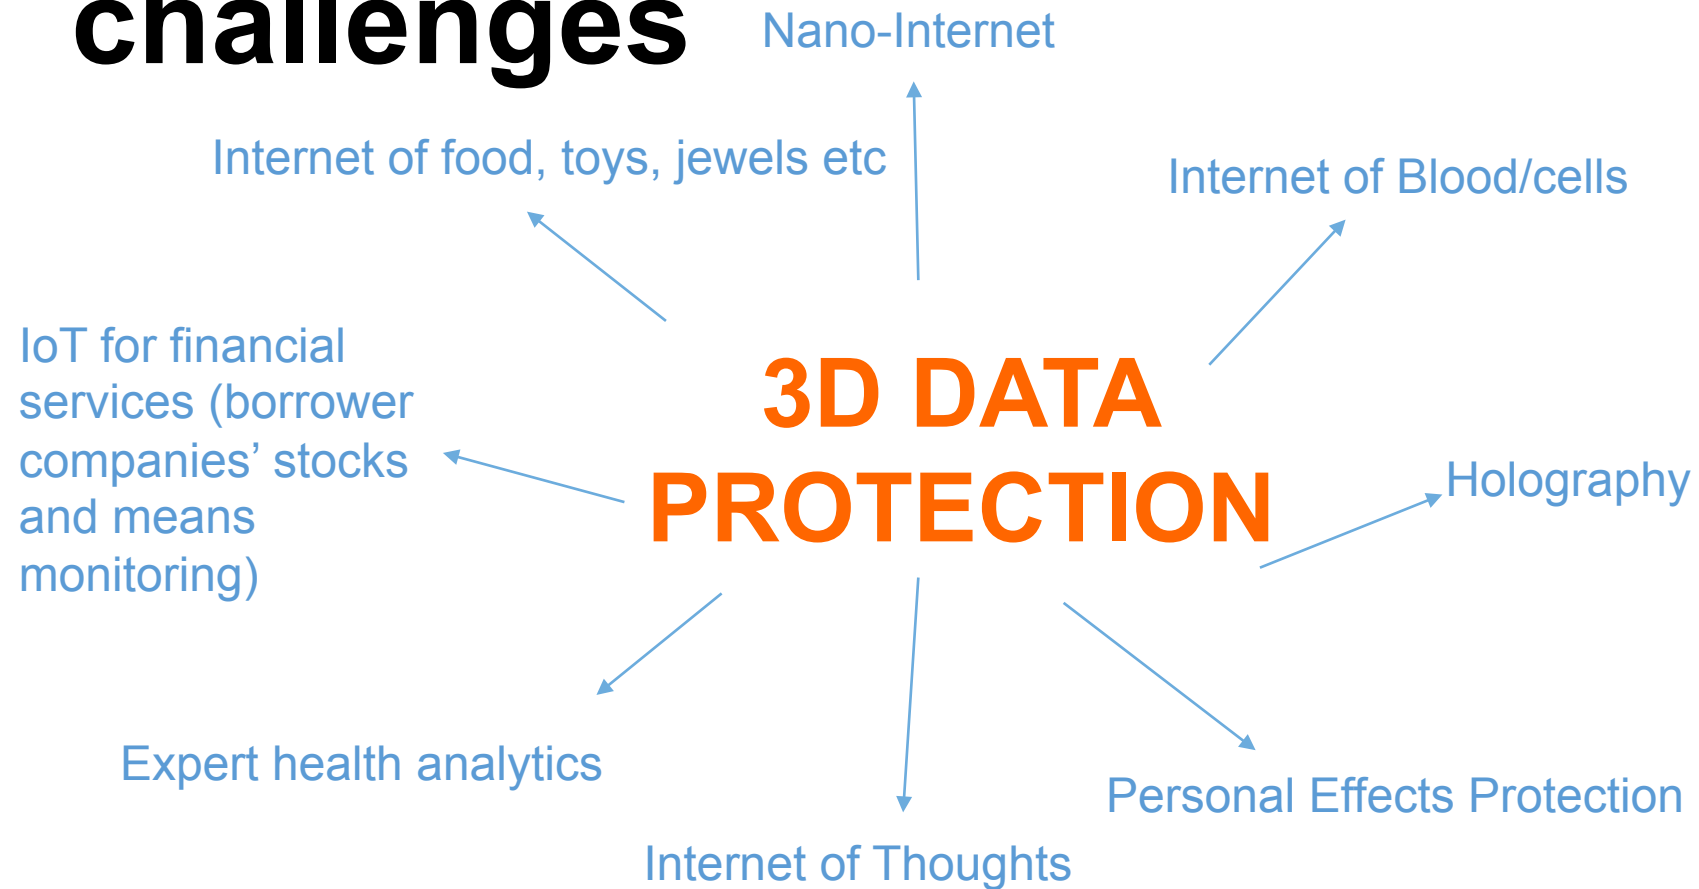 challenges
Nano-Internet
Internet of food, toys, jewels etc
Internet of Blood/cells
IoT for financial
services (borrower
companies’ stocks
and means
monitoring)
3D DATA
PROTECTION
Holography
Expert health analytics
Personal Effects Protection
Internet of Thoughts